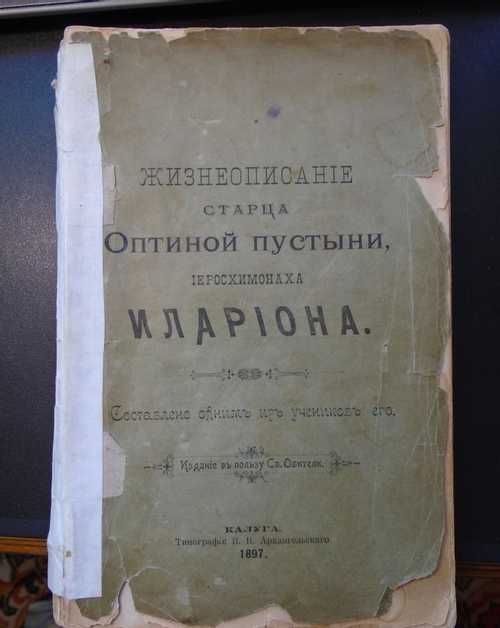 ЖИЗНЕОПИСАНІЕ
СТАРЦА
ОПТИНОЙ ПУСТЫНИ,
ІЕРОСХИМОНАХА
ИЛАРІОНА.
Составлено однимъ изъ учениковъ его.
Изданіе въ пользу Св. Обители.
КАЛУГА.
Типографія В. В. Архангельскаго
1897.